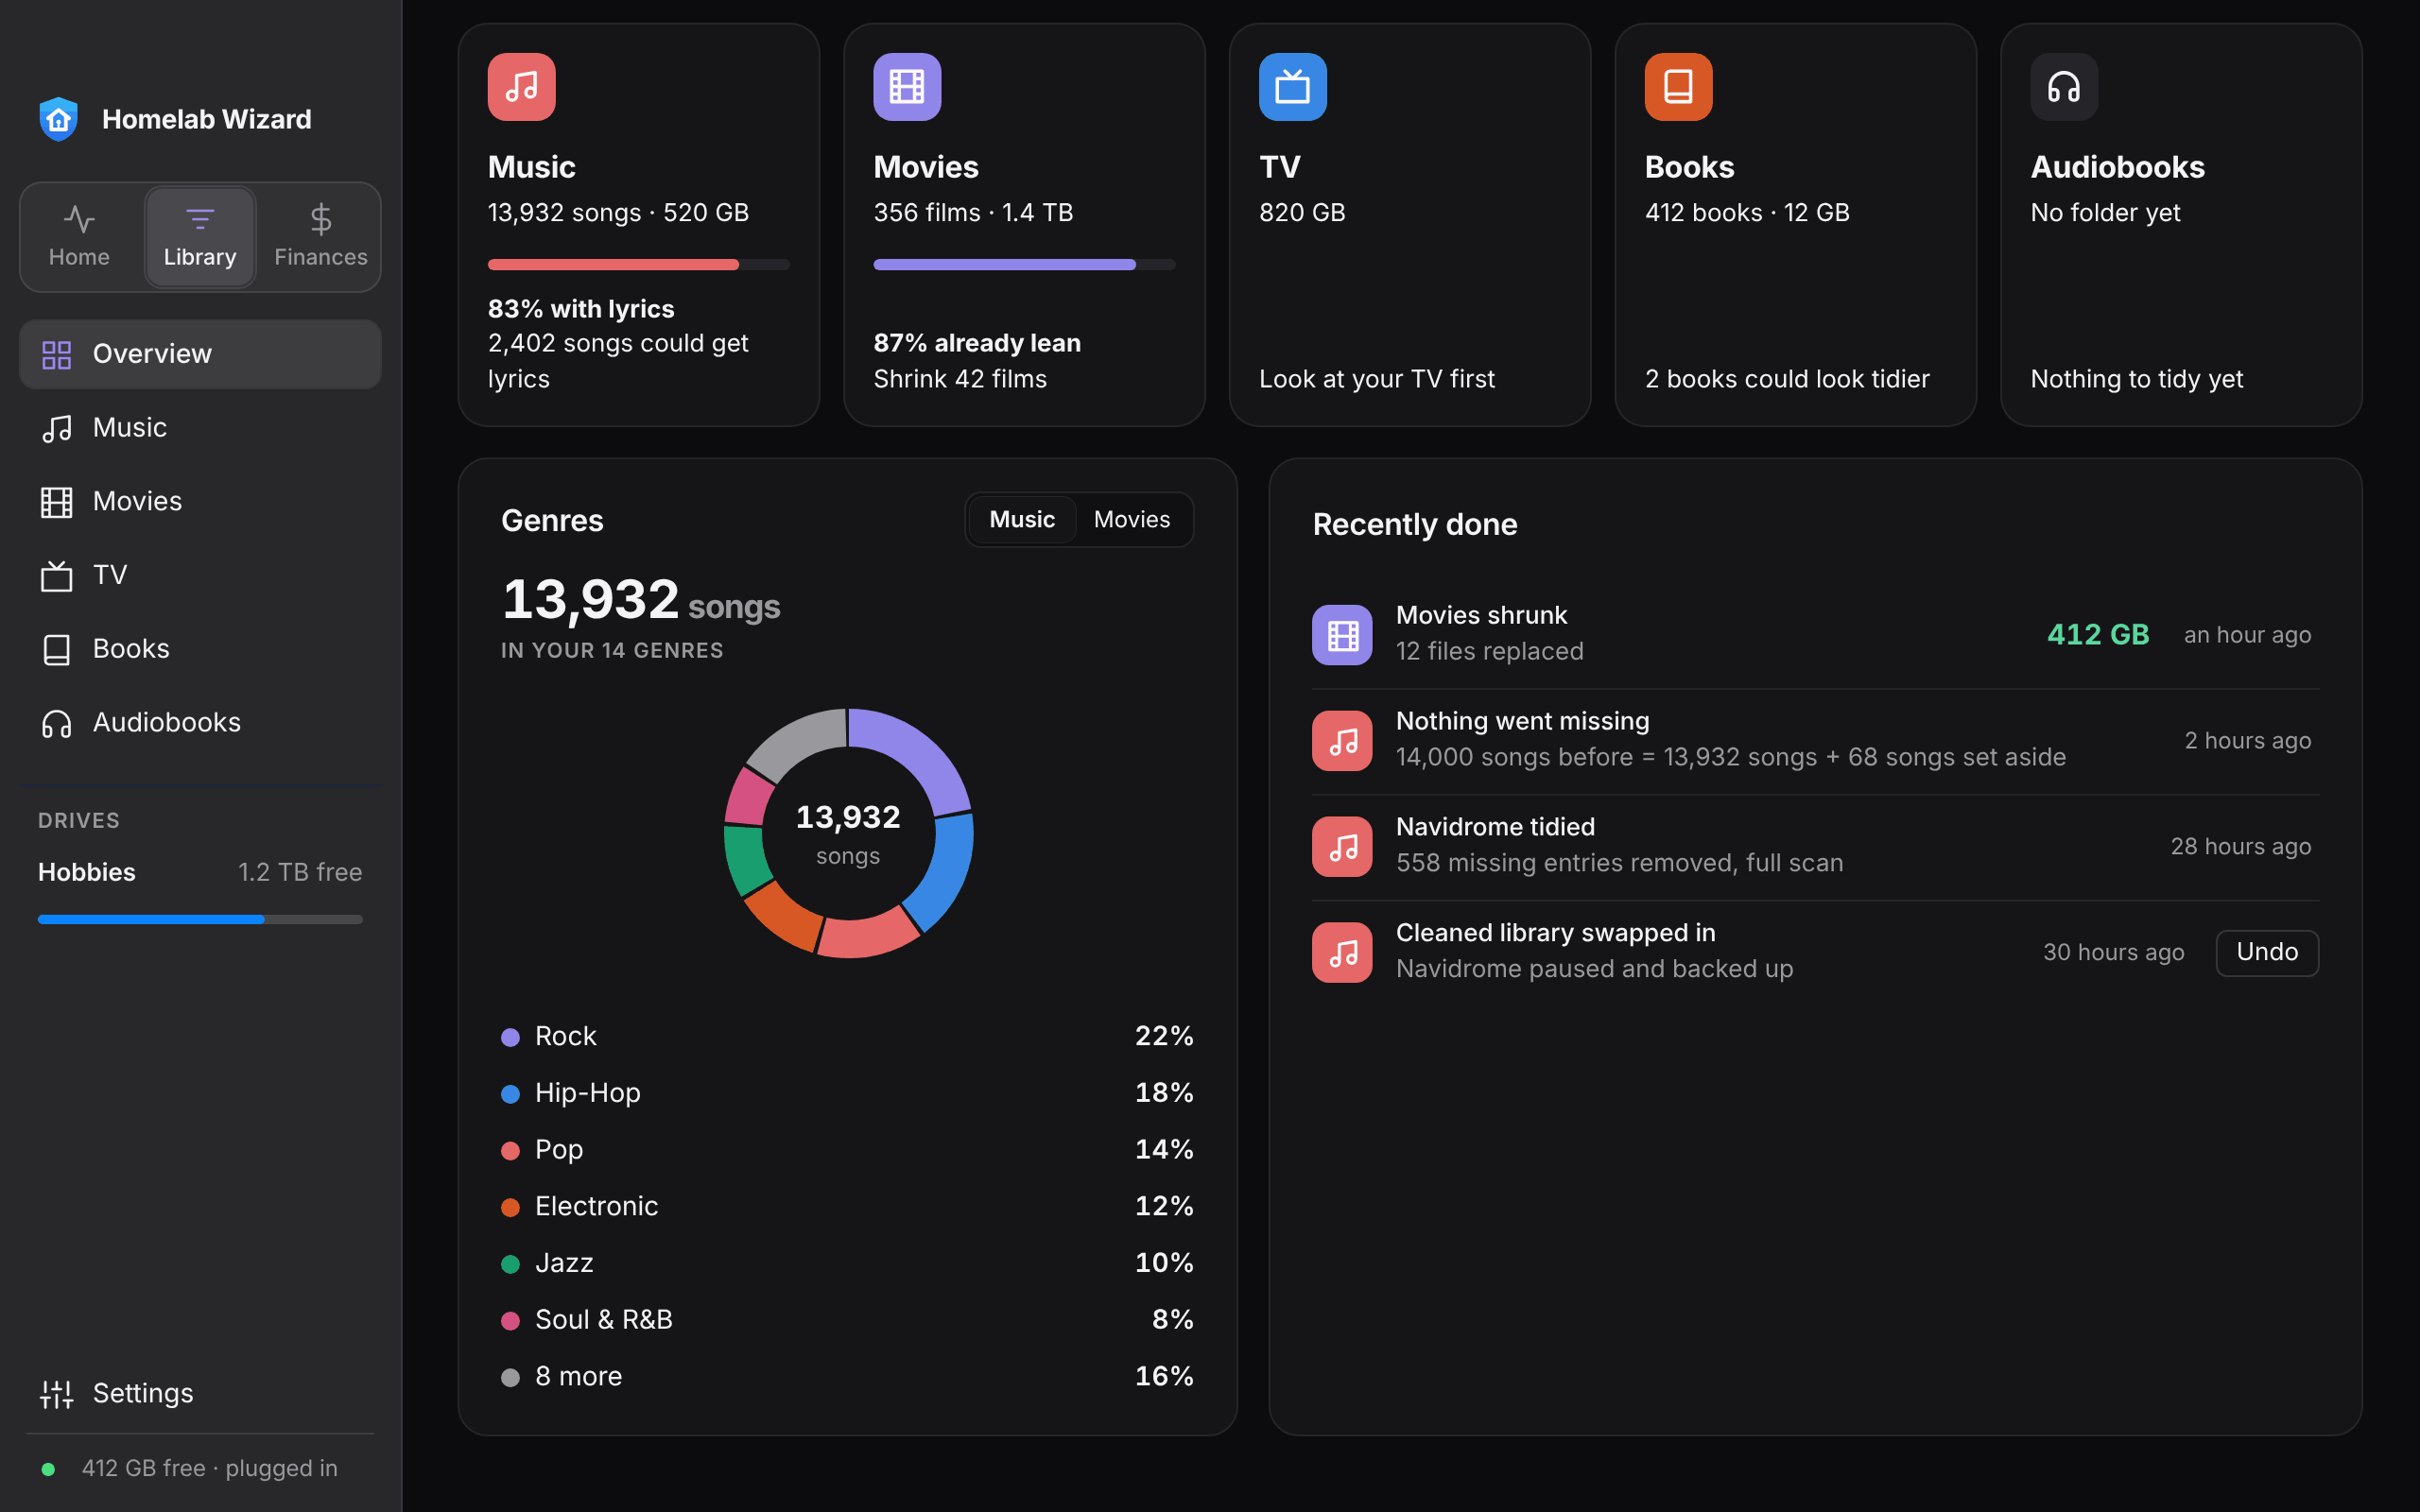 Homelab Wizard
Home
Library
Finances
Overview
Music
Movies
TV
Books
Audiobooks
DRIVES
Hobbies 1.2 TB free
Settings
412 GB free · plugged in
Music
13,932 songs · 520 GB
83% with lyrics
2,402 songs could get
lyrics
Movies
356 films · 1.4 TB
87% already lean
Shrink 42 films
TV
820 GB
Look at your TV first
Books
412 books · 12 GB
2 books could look tidier
Audiobooks
No folder yet
Nothing to tidy yet
Genres
Music Movies
13,932 songs
IN YOUR 14 GENRES
13,932
songs
Rock 22%
Hip-Hop 18%
Pop 14%
Electronic 12%
Jazz 10%
Soul & R&B 8%
8 more 16%
Recently done
Movies shrunk
12 files replaced
412 GB an hour ago
Nothing went missing
14,000 songs before = 13,932 songs + 68 songs set aside
2 hours ago
Navidrome tidied
558 missing entries removed, full scan
28 hours ago
Cleaned library swapped in
Navidrome paused and backed up
30 hours ago Undo